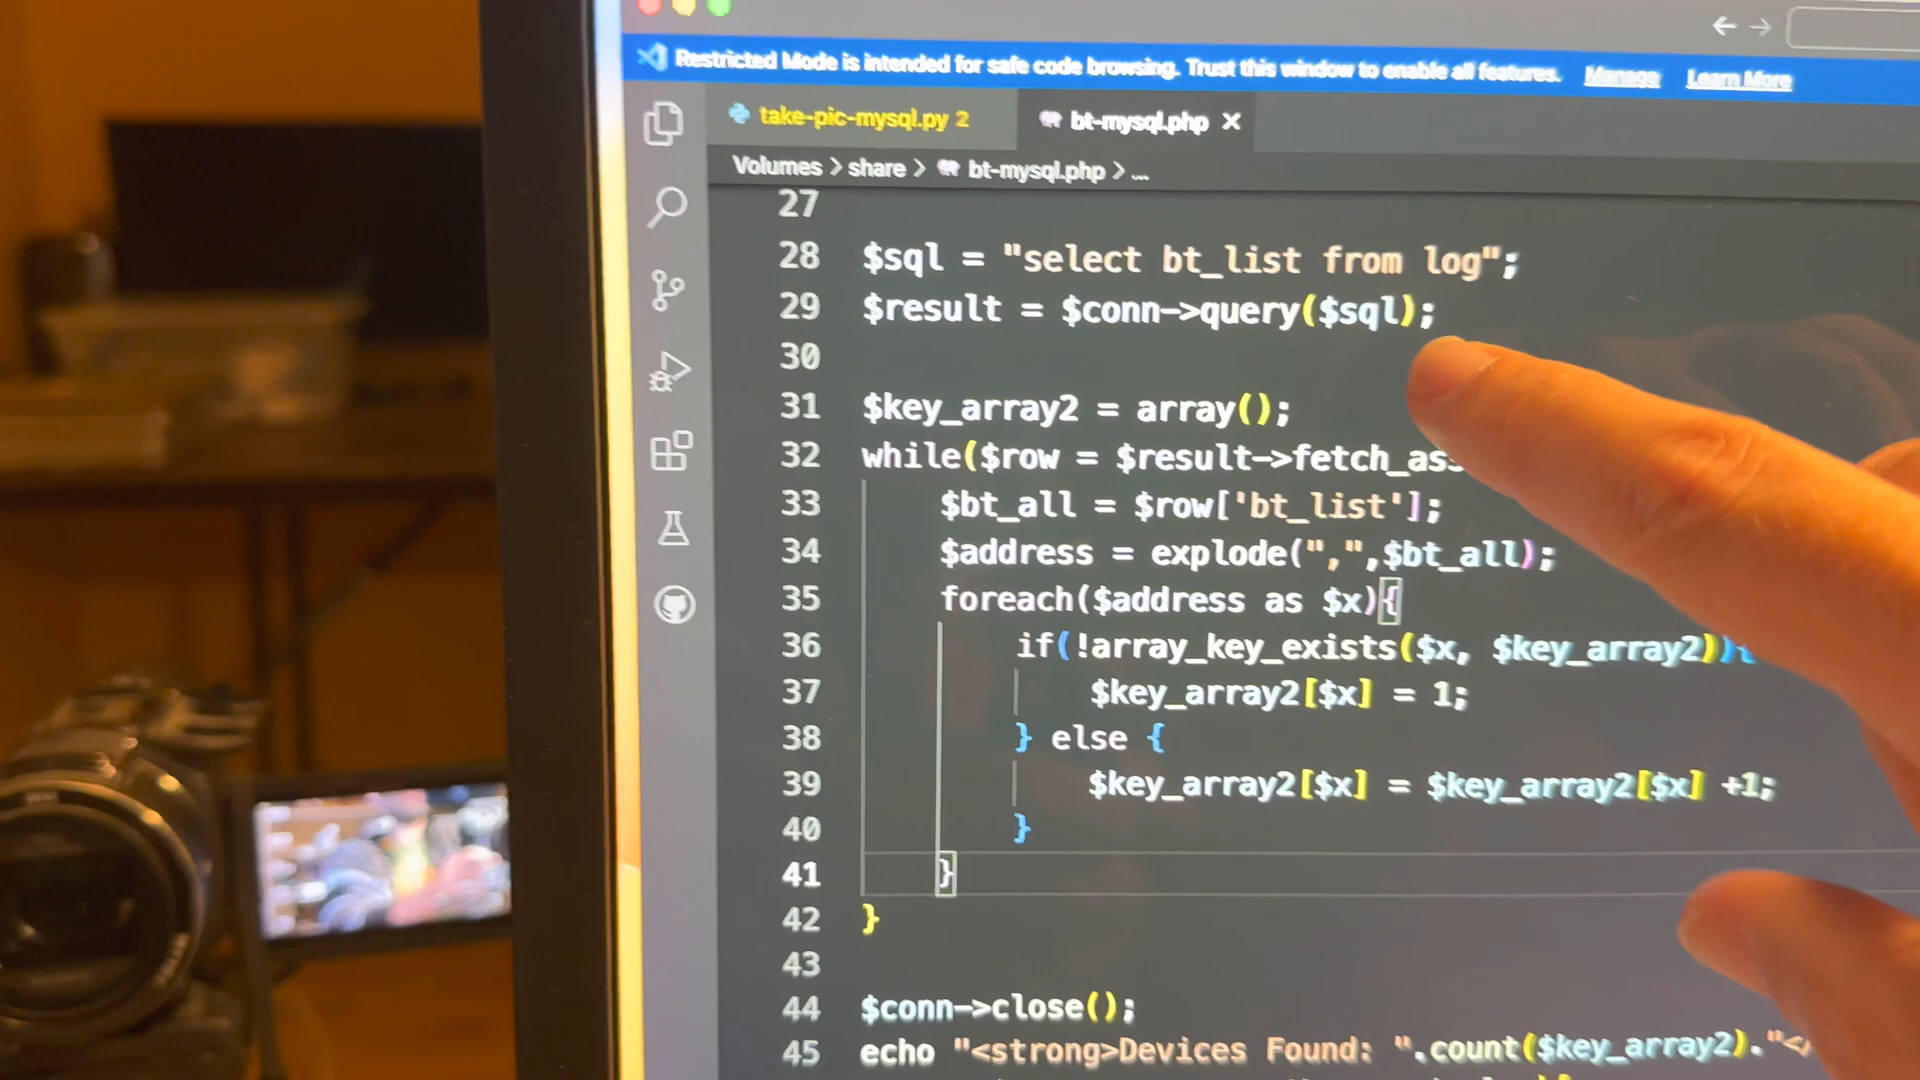 Restricted Mode is intended for safe code browsing. Trust this window to enable all features. Manage Learn More
take-pic-mysql.py 2 bt-mysql.php
Volumes > share > bt-mysql.php > ...
27
28 $sql = "select bt_list from log";
29 $result = $conn->query($sql);
30
31 $key_array2 = array();
32 while($row = $result->fetch_ass
33 $bt_all = $row['bt_list'];
34 $address = explode(",",$bt_all);
35 foreach($address as $x){
36 if(!array_key_exists($x, $key_array2)){
37 $key_array2[$x] = 1;
38 } else {
39 $key_array2[$x] = $key_array2[$x] +1;
40 }
41 }
42 }
43
44 $conn->close();
45 echo "<strong>Devices Found: ".count($key_array2)."</